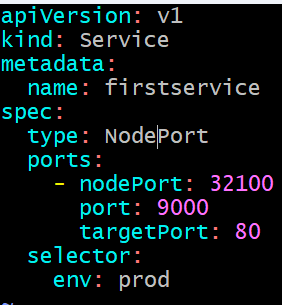 apiVersion: v1
kind: Service
metadata:
  name: firstservice
spec:
  type: NodePort
  ports:
    - nodePort: 32100
      port: 9000
      targetPort: 80
  selector:
    env: prod